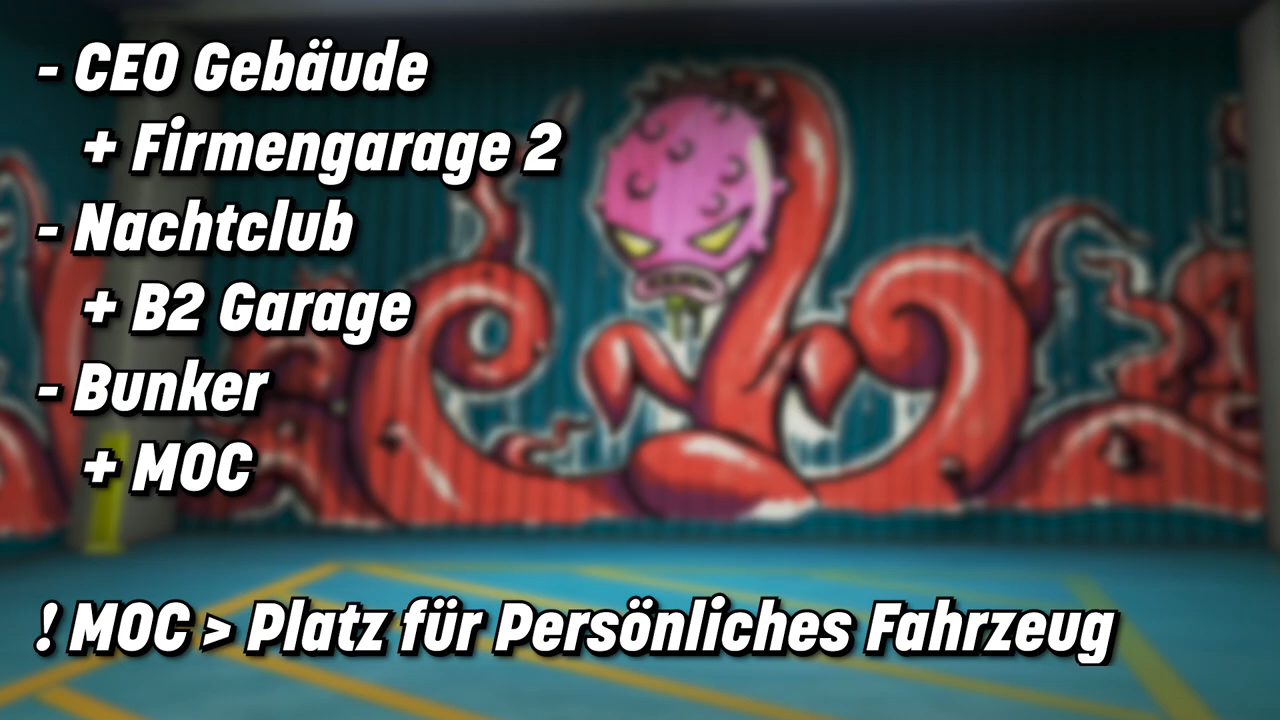 - CEO Gebäude
+ Firmengarage 2
- Nachtclub
+ B2 Garage
- Bunker
+ MOC
! MOC > Platz für Persönliches Fahrzeug